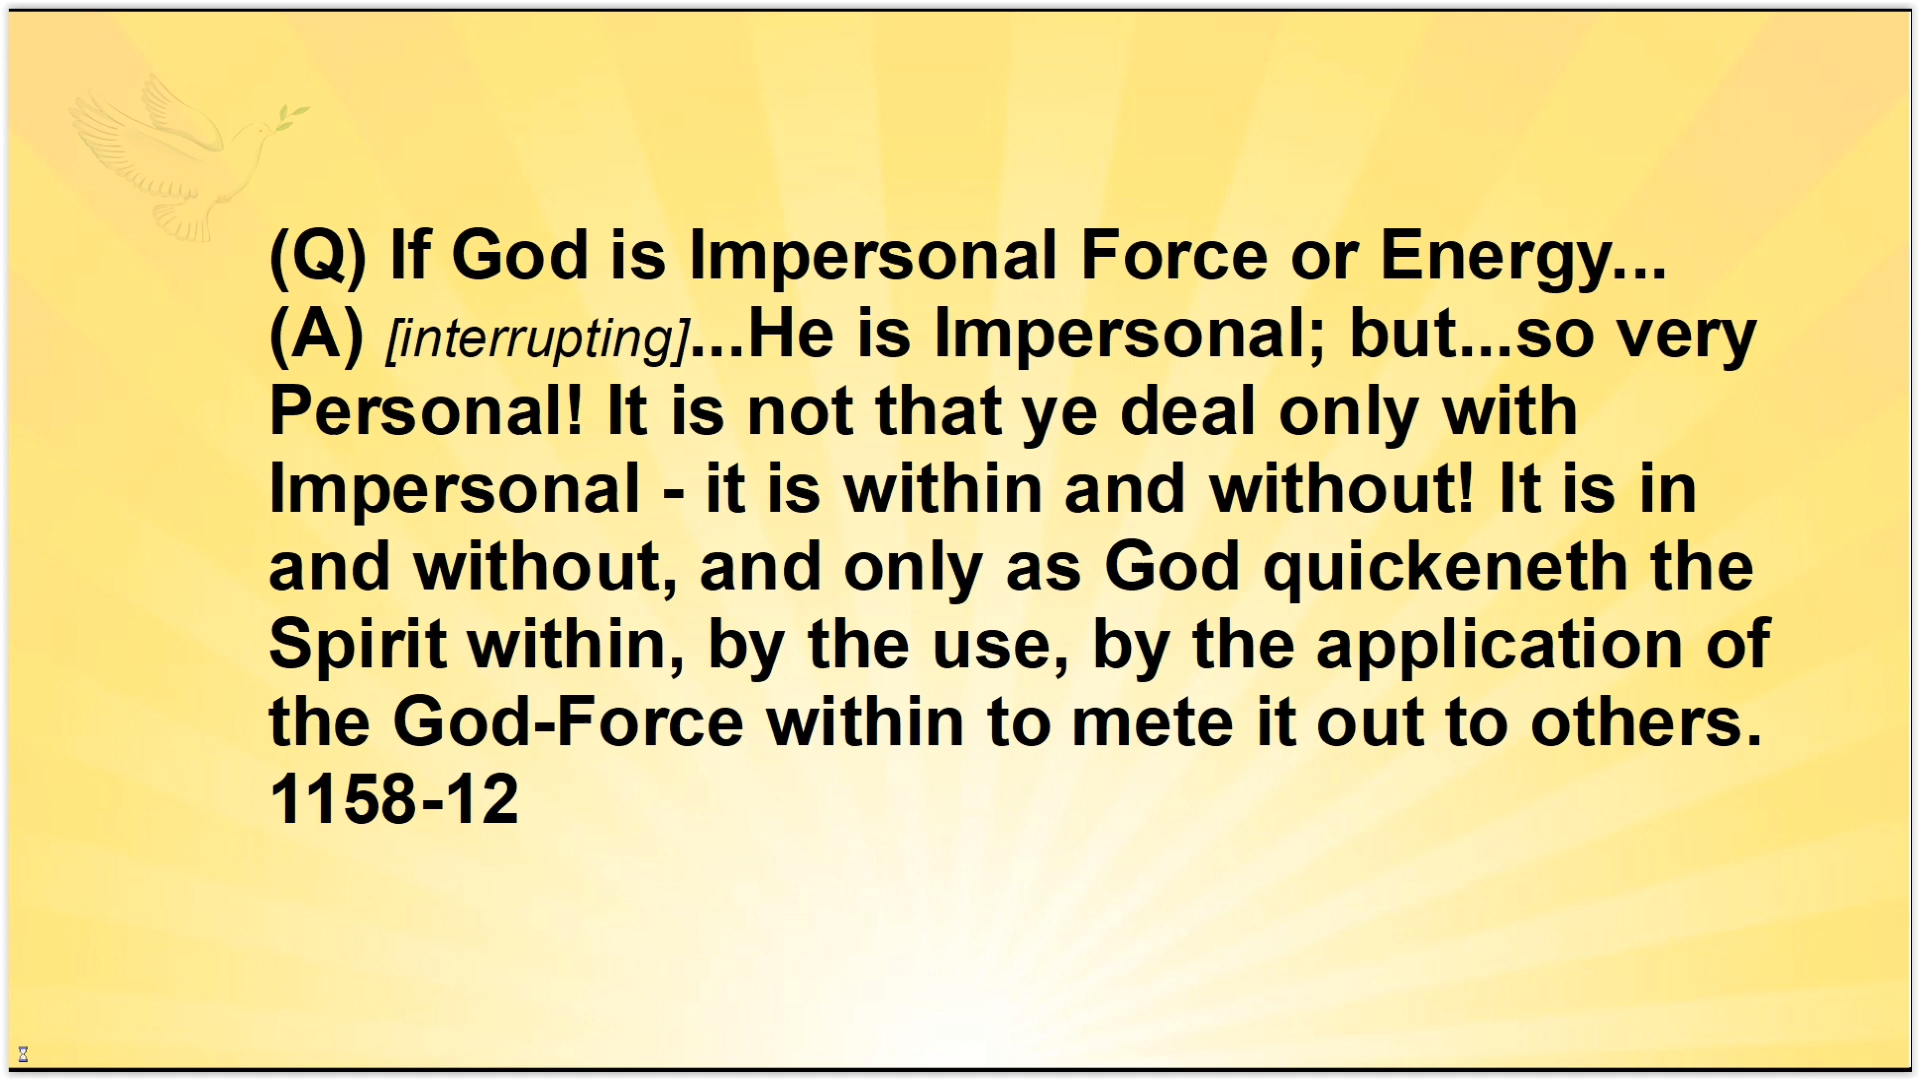 (Q) If God is Impersonal Force or Energy...
(A) [interrupting]...He is Impersonal; but...so very
Personal! It is not that ye deal only with
Impersonal - it is within and without! It is in
and without, and only as God quickeneth the
Spirit within, by the use, by the application of
the God-Force within to mete it out to others.
1158-12